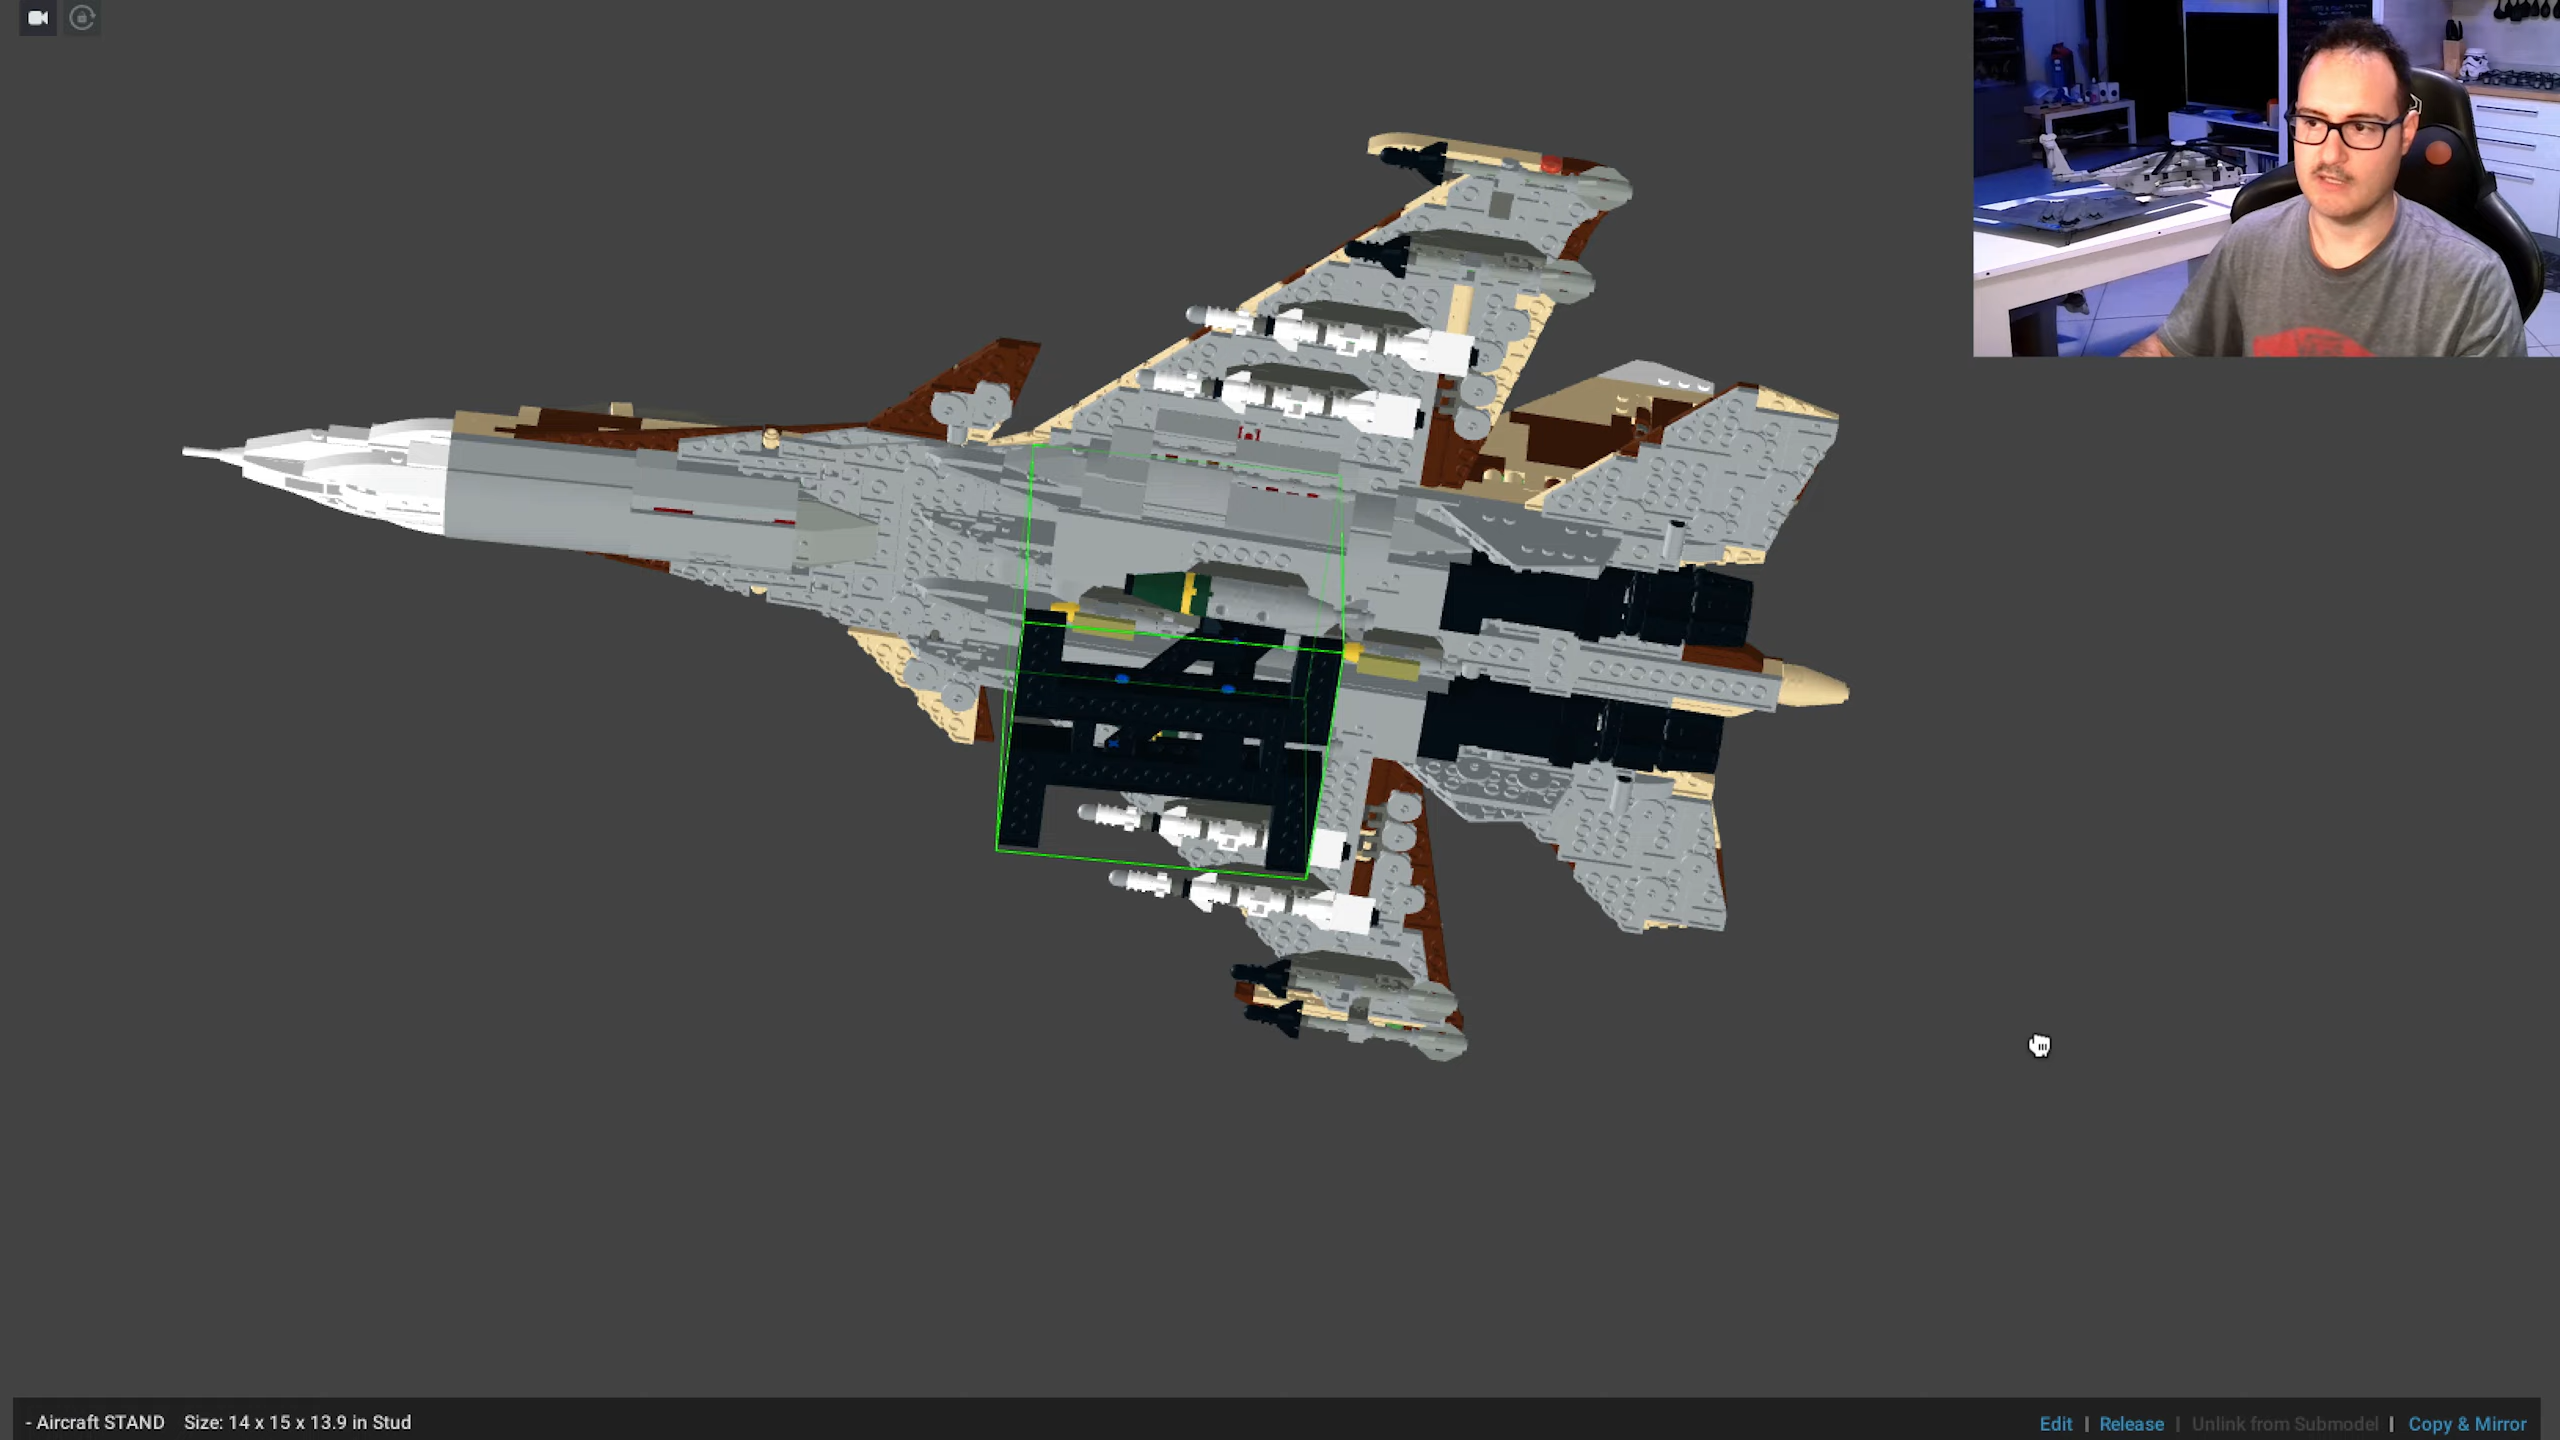 - Aircraft STAND Size: 14 x 15 x 13.9 in Stud
Edit | Release | Unlink from Submodel | Copy & Mirror